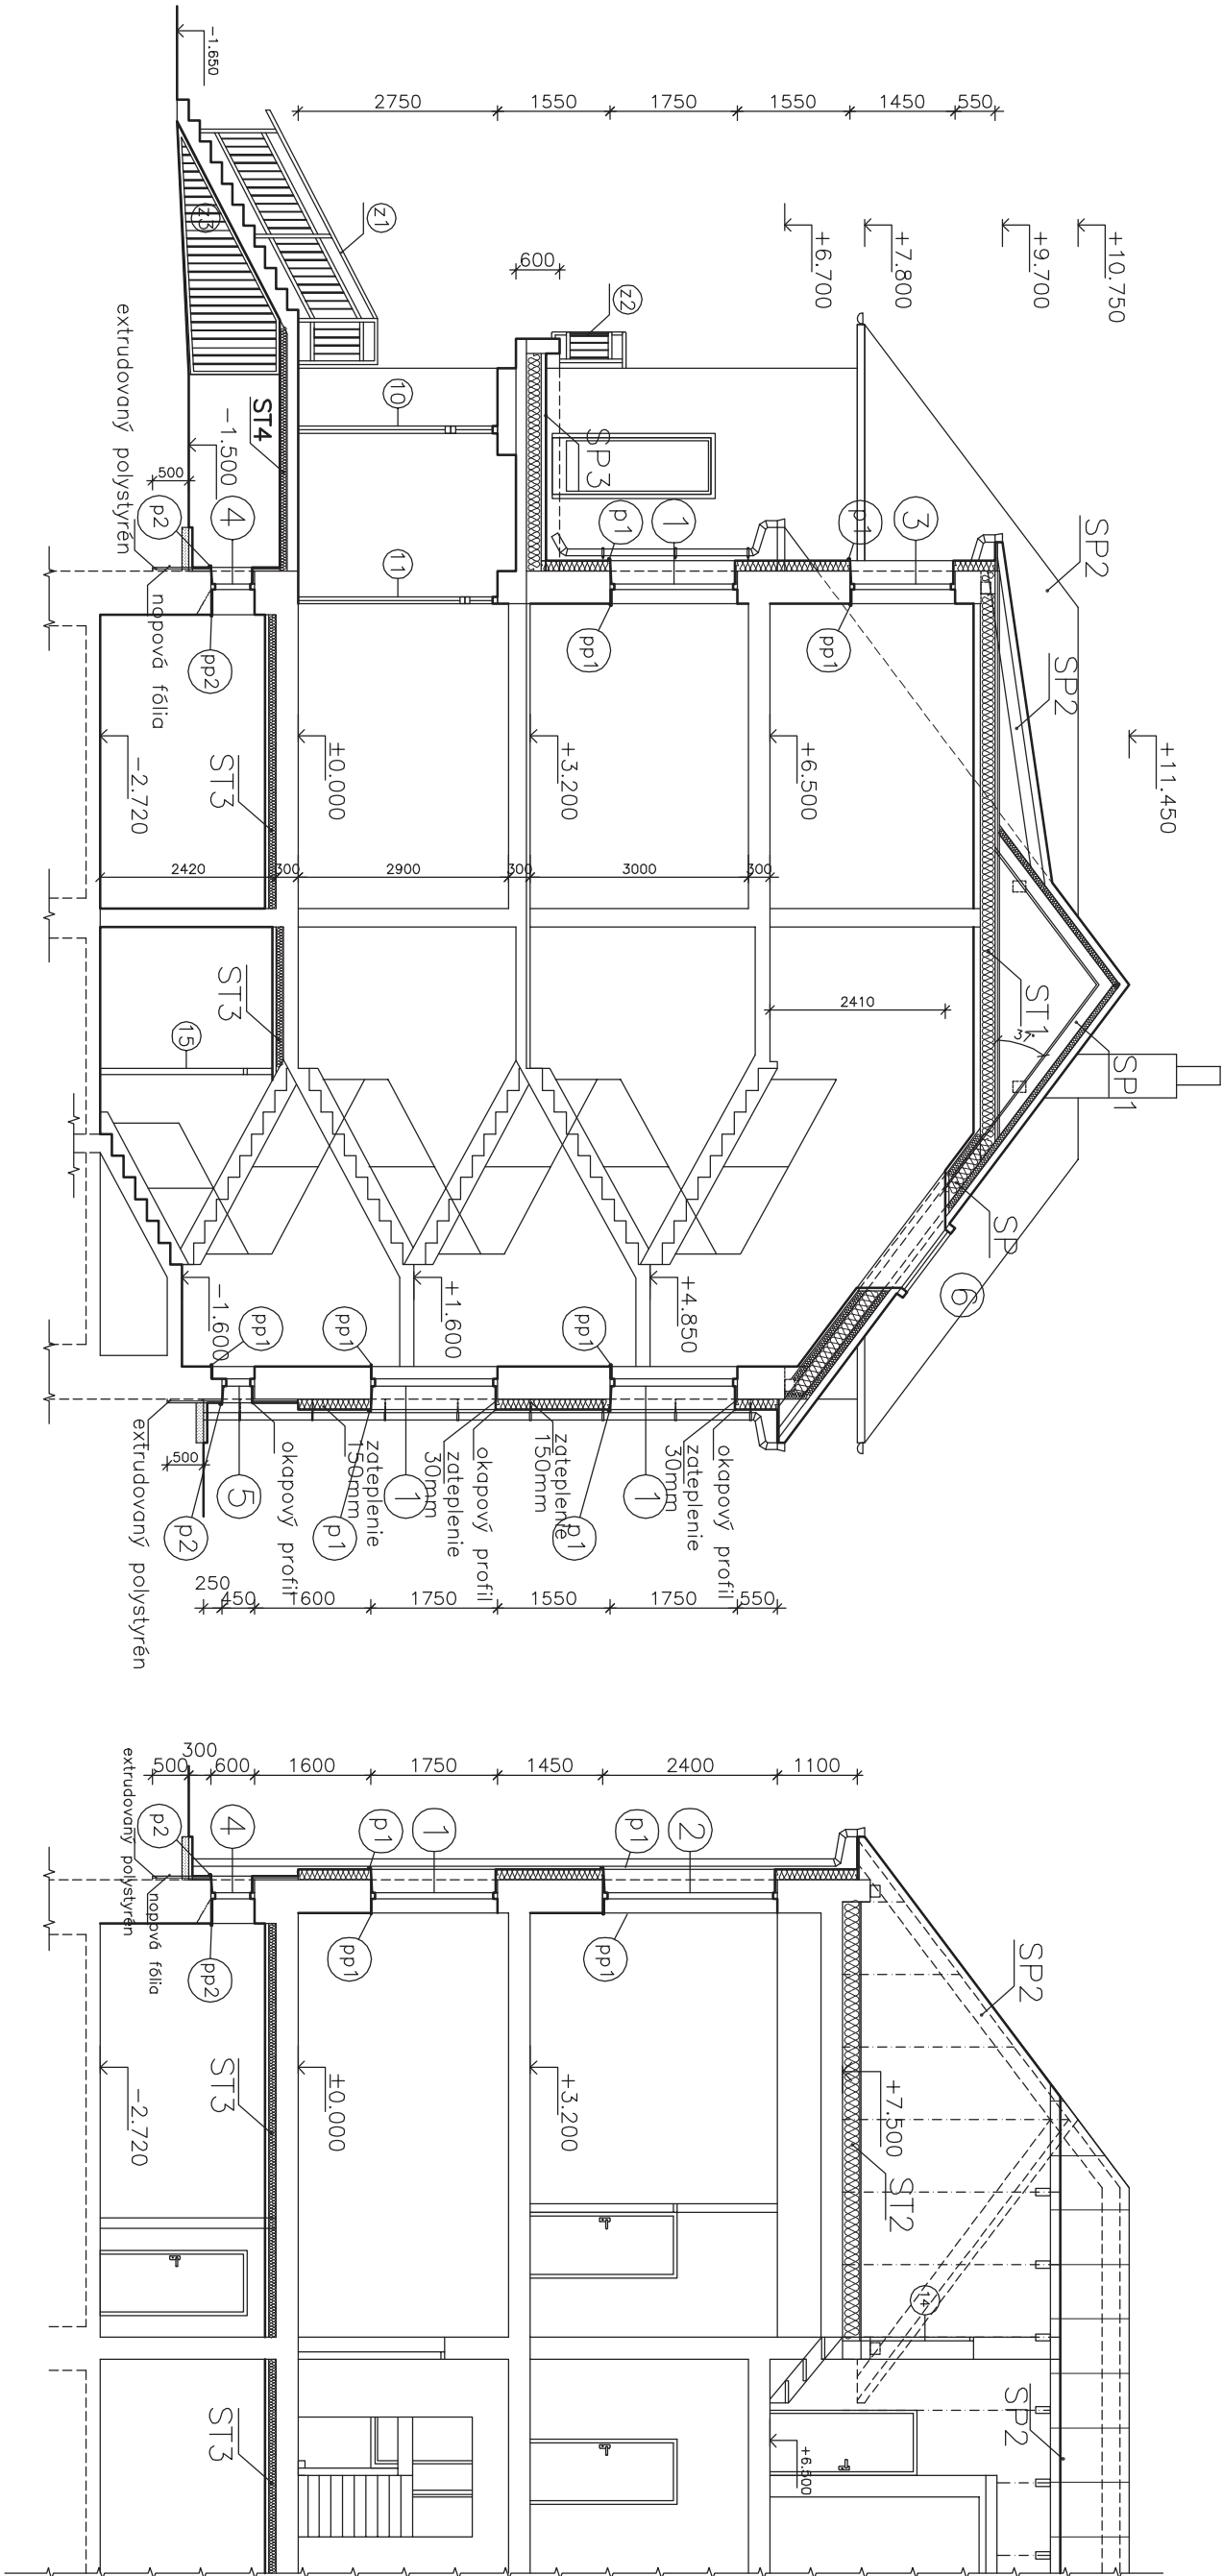 -1.650
2750
1550
1750
1550
1450
550
+6.700
+7.800
+9.700
+10.750
z1
z3
600
z2
extrudovaný polystyrén
ST4
-1.500
500
10
SP3
p2
4
p1
1
p1
3
SP2
11
nopová fólia
pp2
pp1
pp1
SP2
-2.720
ST3
±0.000
+3.200
+6.500
+11.450
2420
300
2900
300
3000
300
ST3
15
2410
ST1
37°
SP1
SP
6
-1.600
+1.600
+4.850
pp1
pp1
pp1
extrudovaný polystyrén
500
p2
5
okapový profil
zateplenie
150mm
p1
1
zateplenie
30mm
okapový profil
zateplenie
150mm
p1
1
zateplenie
30mm
okapový profil
250
450
1600
1750
1550
1750
550
500
300
600
1600
1750
1450
2400
1100
extrudovaný polystyrén
p2
4
p1
1
p1
2
nopová fólia
pp2
pp1
pp1
SP2
-2.720
ST3
±0.000
+3.200
+7.500
ST2
14
ST3
+6.500
SP2